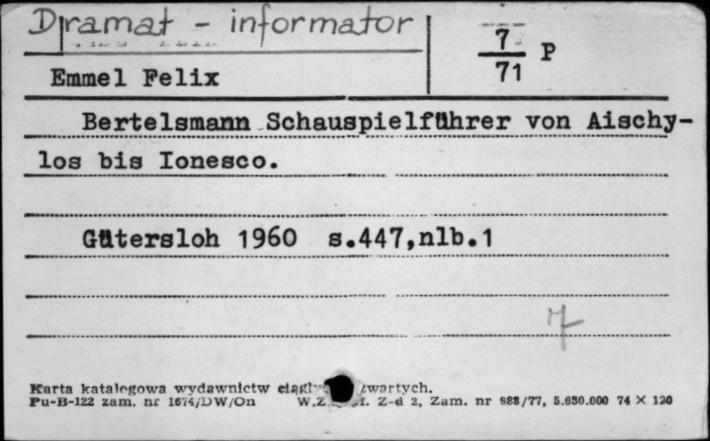 Dramat - informator
7
71
P
Emmel Felix
Bertelsmann Schauspielführer von Aischy-
los bis Ionesco.
Gütersloh 1960 s.447,nlb.1
Karta katalogowa wydawnictw
Pu-B-122 zam. nr 1674/DW/On W.Z. Z-d 2, Zam. nr 988/77, 5.650.000 74 X 120